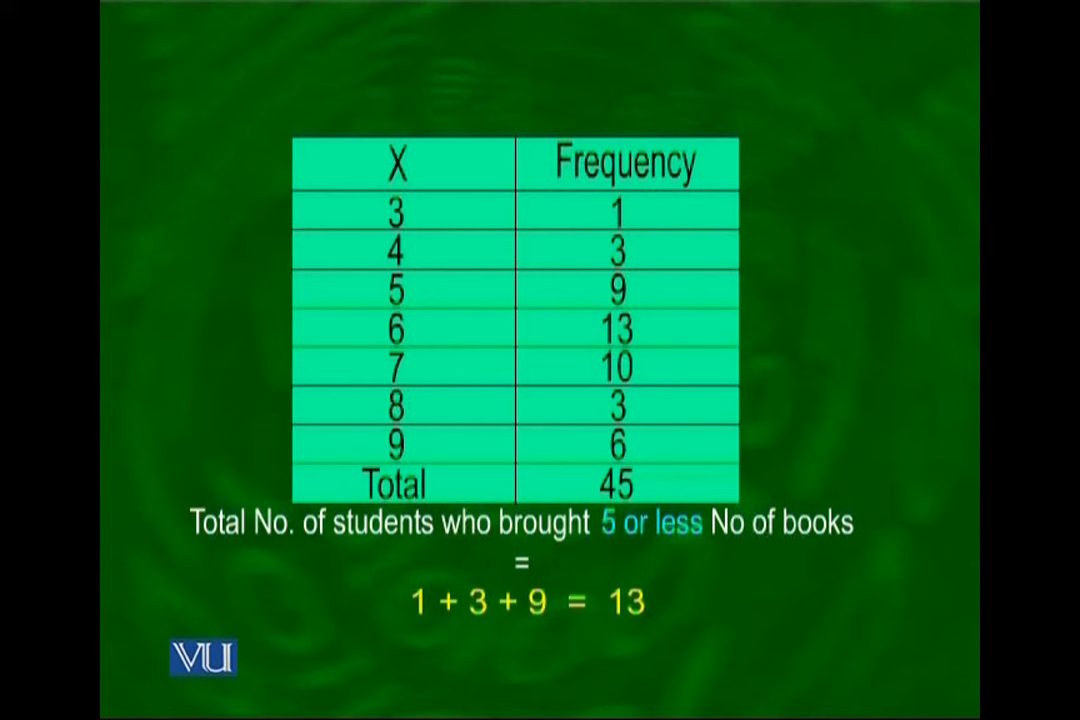 X Frequency
3 1
4 3
5 9
6 13
7 10
8 3
9 6
Total 45
Total No. of students who brought 5 or less No of books
=
1 + 3 + 9 = 13
VU